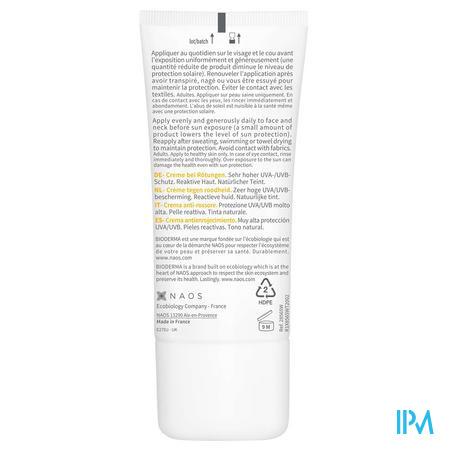 lot/batch
Appliquer au quotidien sur le visage et le cou avant
l'exposition uniformément et généreusement (une
quantité réduite de produit diminue le niveau de
protection solaire). Renouveler l'application après
avoir transpiré, nagé ou vous être essuyé pour
maintenir la protection. Éviter le contact avec les
textiles. Adultes. Appliquer sur peau saine uniquement. En
cas de contact avec les yeux, les rincer immédiatement et
abondamment. L'abus de soleil est nuisible à la santé même
avec une protection solaire.
Apply evenly and generously daily to face and
neck before sun exposure (a small amount of
product lowers the level of sun protection).
Reapply after sweating, swimming or towel drying
to maintain protection. Avoid contact with fabrics.
Adults. Apply to healthy skin only. In case of eye contact, rinse
immediately and thoroughly. Over exposure to the sun can
damage the health even with sun protection.
DE- Creme bei Rötungen. Sehr hoher UVA-/UVB-
Schutz. Reaktive Haut. Natürlicher Teint.
NL- Crème tegen roodheid. Zeer hoge UVA/UVB-
bescherming. Reactieve huid. Natuurlijke tint.
IT- Crema anti-rossore. Protezione UVA/UVB molto
alta. Pelle reattiva. Tinta naturale.
ES- Crema antienrojecimiento. Muy alta protección
UVA/UVB. Pieles reactivas. Tono natural.
BIODERMA est une marque fondée sur l'écobiologie qui est
au cœur de la démarche de NAOS pour respecter l'écosystème
de votre peau et préserver sa santé. Durablement.
www.naos.com
BIODERMA is a brand built on ecobiology which is at the
heart of NAOS approach to respect the skin ecosystem and
preserve its health. Lastingly. www.naos.com
NAOS
Ecobiology Company - France
NAOS 13290 Aix-en-Provence
Made in France
2
HDPE
9 M
IPM